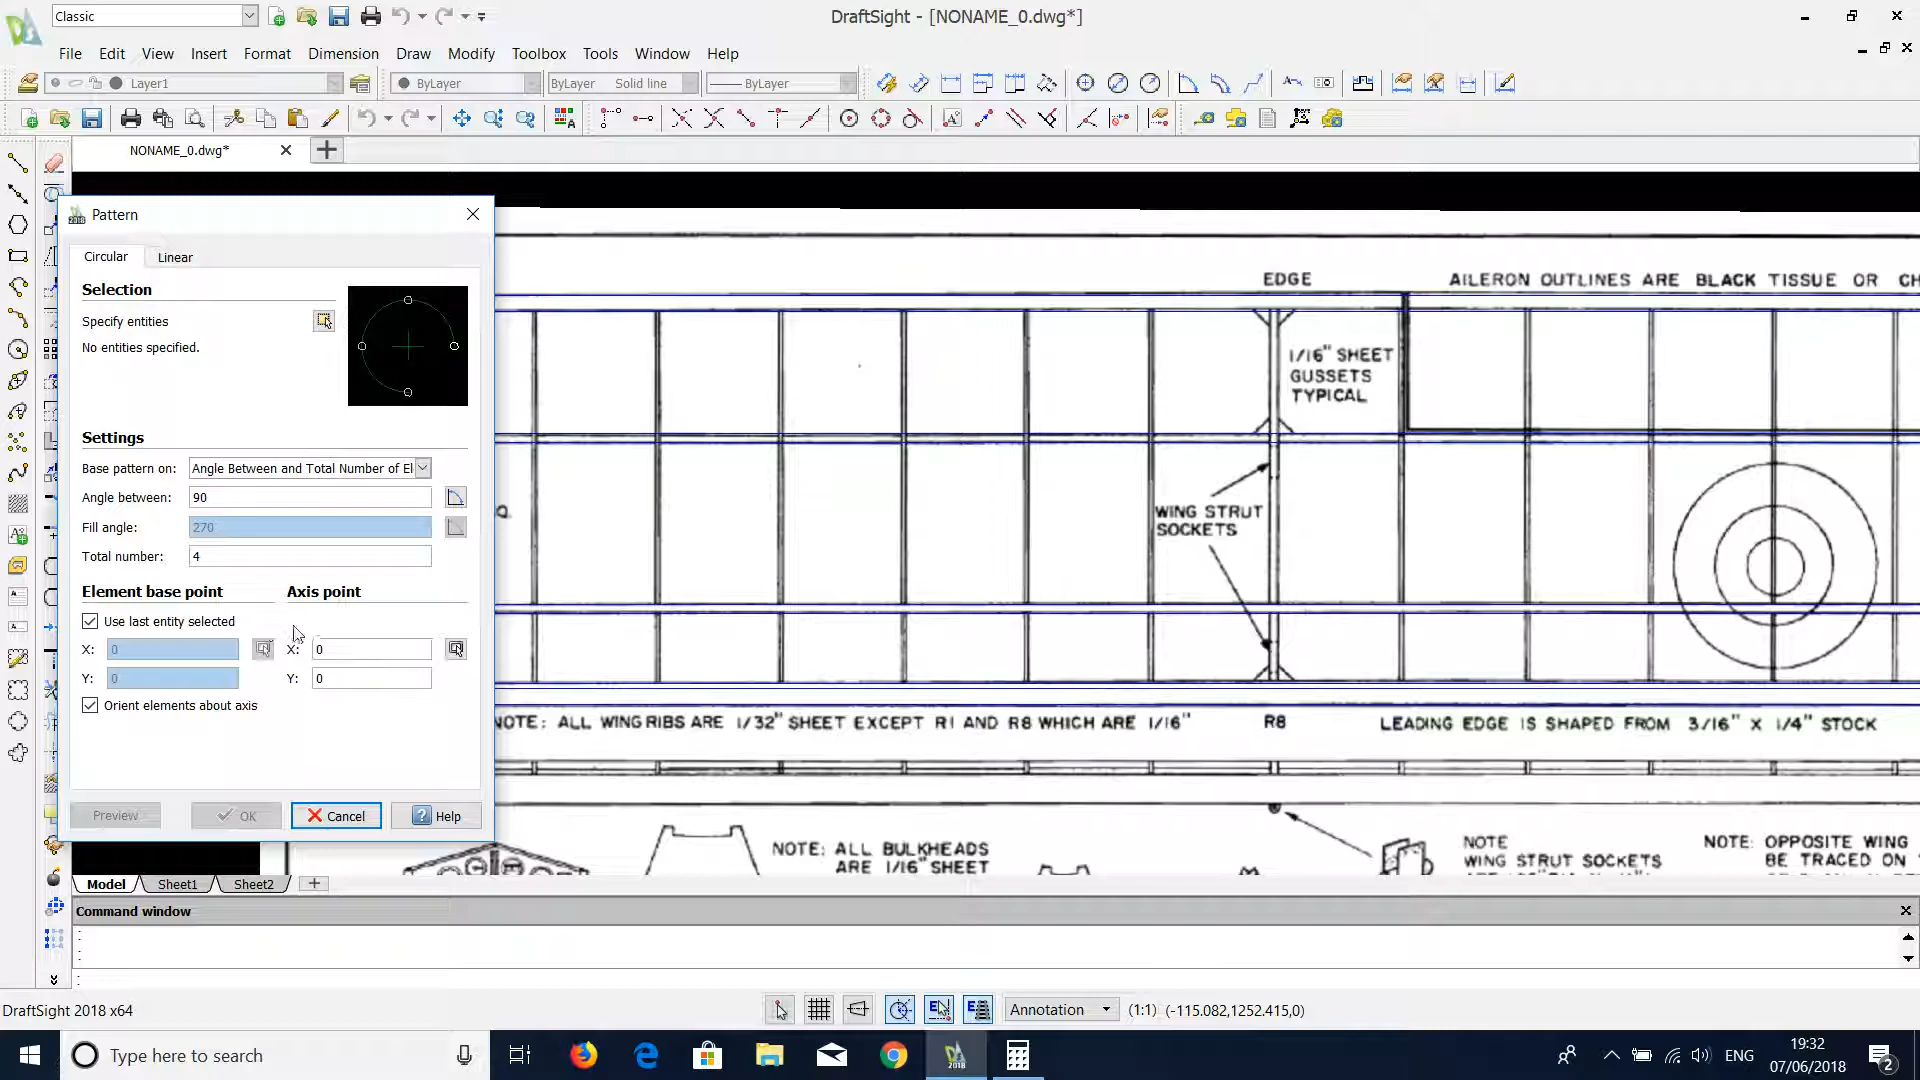 Classic
DraftSight - [NONAME_0.dwg*]
File Edit View Insert Format Dimension Draw Modify Toolbox Tools Window Help
Layer1
ByLayer
ByLayer Solid line
ByLayer
NONAME_0.dwg*
Pattern
Circular
Linear
Selection
Specify entities
No entities specified.
Settings
Base pattern on: Angle Between and Total Number of El
Angle between: 90
Fill angle: 270
Total number: 4
Element base point
Axis point
Use last entity selected
X: 0
X: 0
Y: 0
Y: 0
Orient elements about axis
Preview
OK
Cancel
Help
EDGE
AILERON OUTLINES ARE BLACK TISSUE OR CH
1/16" SHEET
GUSSETS
TYPICAL
WING STRUT
SOCKETS
NOTE: ALL WING RIBS ARE 1/32" SHEET EXCEPT R1 AND R8 WHICH ARE 1/16"
R8
LEADING EDGE IS SHAPED FROM 3/16" X 1/4" STOCK
NOTE: ALL BULKHEADS
ARE 1/16" SHEET
NOTE
WING STRUT SOCKETS
NOTE: OPPOSITE WING
BE TRACED ON
Model
Sheet1
Sheet2
Command window
:
:
:
DraftSight 2018 x64
Annotation
(1:1) (-115.082,1252.415,0)
Type here to search
2018
ENG
19:32
07/06/2018
2